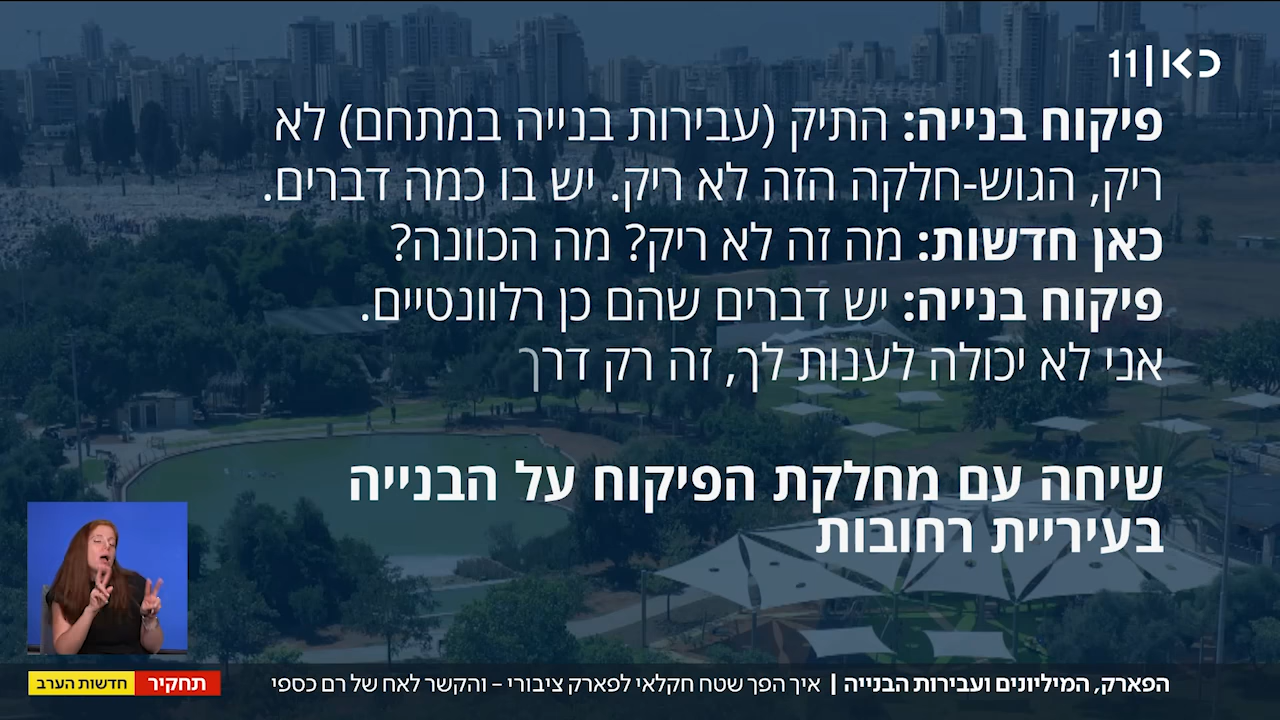 כאן | 11
פיקוח בנייה: התיק (עבירות בנייה במתחם) לא
ריק, הגוש-חלקה הזה לא ריק. יש בו כמה דברים.
כאן חדשות: מה זה לא ריק? מה הכוונה?
פיקוח בנייה: יש דברים שהם כן רלוונטיים.
אני לא יכולה לענות לך, זה רק דרך
שיחה עם מחלקת הפיקוח על הבנייה
בעיריית רחובות
הפארק, המיליונים ועבירות הבנייה | איך הפך שטח חקלאי לפארק ציבורי – והקשר לאח של רם כספי
תחקיר
חדשות הערב